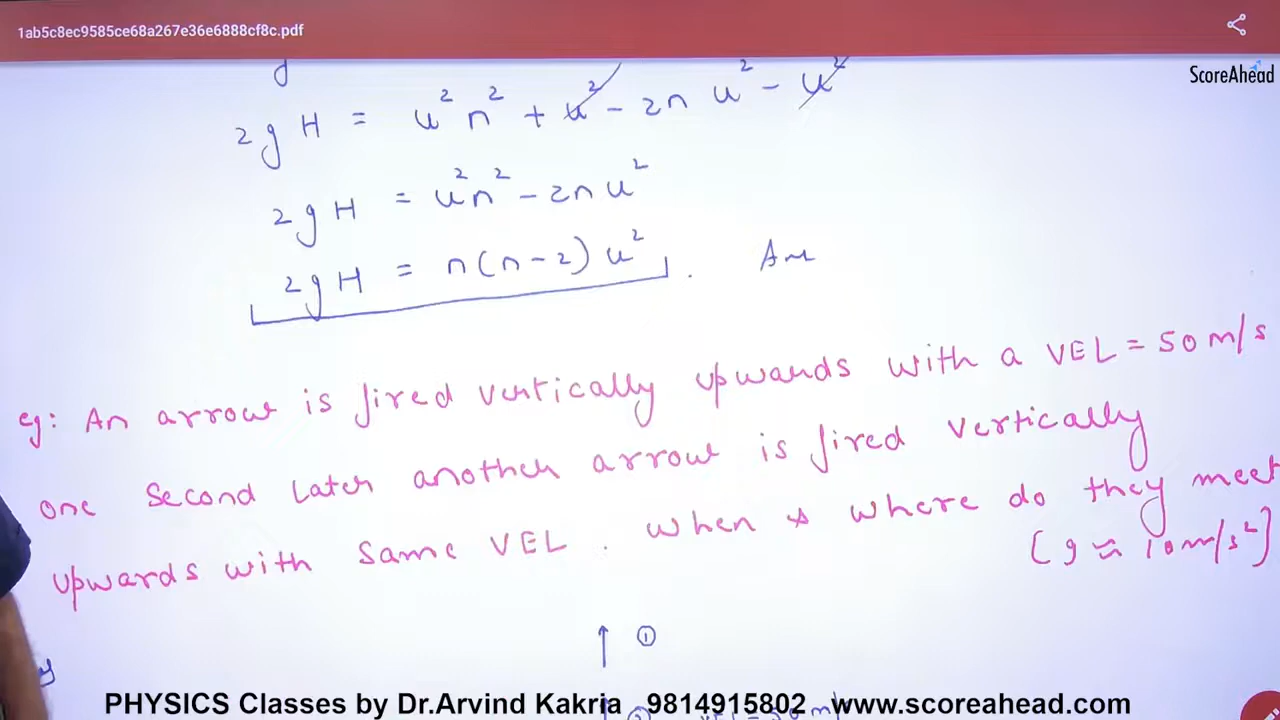 1ab5c8ec9585ce68a267e36e6888cf8c.pdf
ScoreAhead
g
2gH = u²n² + u² - 2n u² - u²
2gH = u²n² - 2n u²
2gH = n(n-2) u². Ans
eg: An arrow is fired vertically upwards with a VEL = 50 m/s
one second later another arrow is fired vertically
upwards with same VEL. when & where do they meet
[g ≈ 10 m/s²]
↑ ①
PHYSICS Classes by Dr.Arvind Kakria 9814915802 www.scoreahead.com